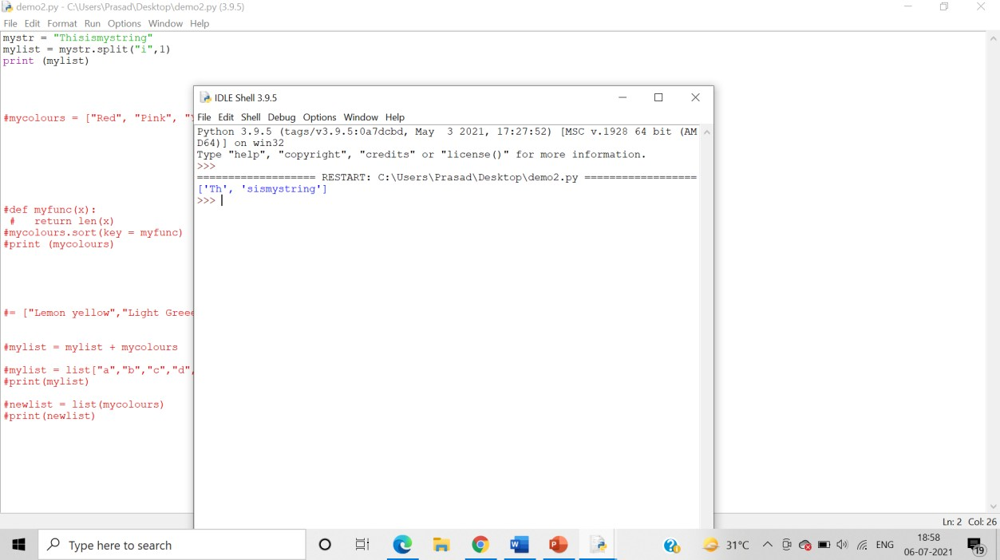 demo2.py - C:\Users\Prasad\Desktop\demo2.py (3.9.5)
File Edit Format Run Options Window Help
mystr = "Thisismystring"
mylist = mystr.split("i",1)
print (mylist)
#mycolours = ["Red", "Pink", "
#def myfunc(x):
 #   return len(x)
#mycolours.sort(key = myfunc)
#print (mycolours)
#= ["Lemon yellow","Light Gree
#mylist = mylist + mycolours
#mylist = list["a","b","c","d",
#print(mylist)
#newlist = list(mycolours)
#print(newlist)
IDLE Shell 3.9.5
File Edit Shell Debug Options Window Help
Python 3.9.5 (tags/v3.9.5:0a7dcbd, May  3 2021, 17:27:52) [MSC v.1928 64 bit (AM
D64)] on win32
Type "help", "copyright", "credits" or "license()" for more information.
>>>
=================== RESTART: C:\Users\Prasad\Desktop\demo2.py ==================
['Th', 'sismystring']
>>>
Ln: 2 Col: 26
Type here to search
W
P
31°C
ENG
18:58
06-07-2021
19